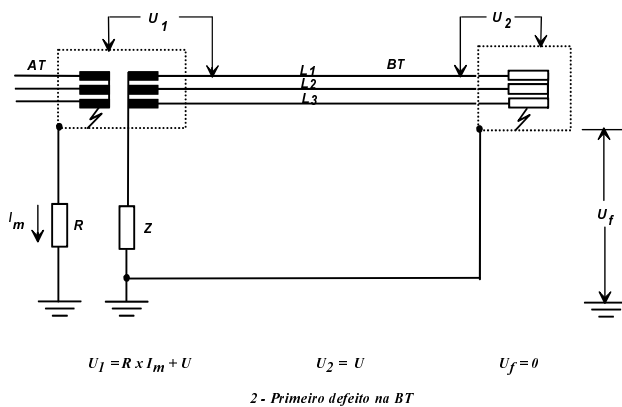 U1 U2
AT L1 BT
L2
L3
Im R Z Uf
U1 = R x Im + U U2 = U Uf = 0
2 - Primeiro defeito na BT